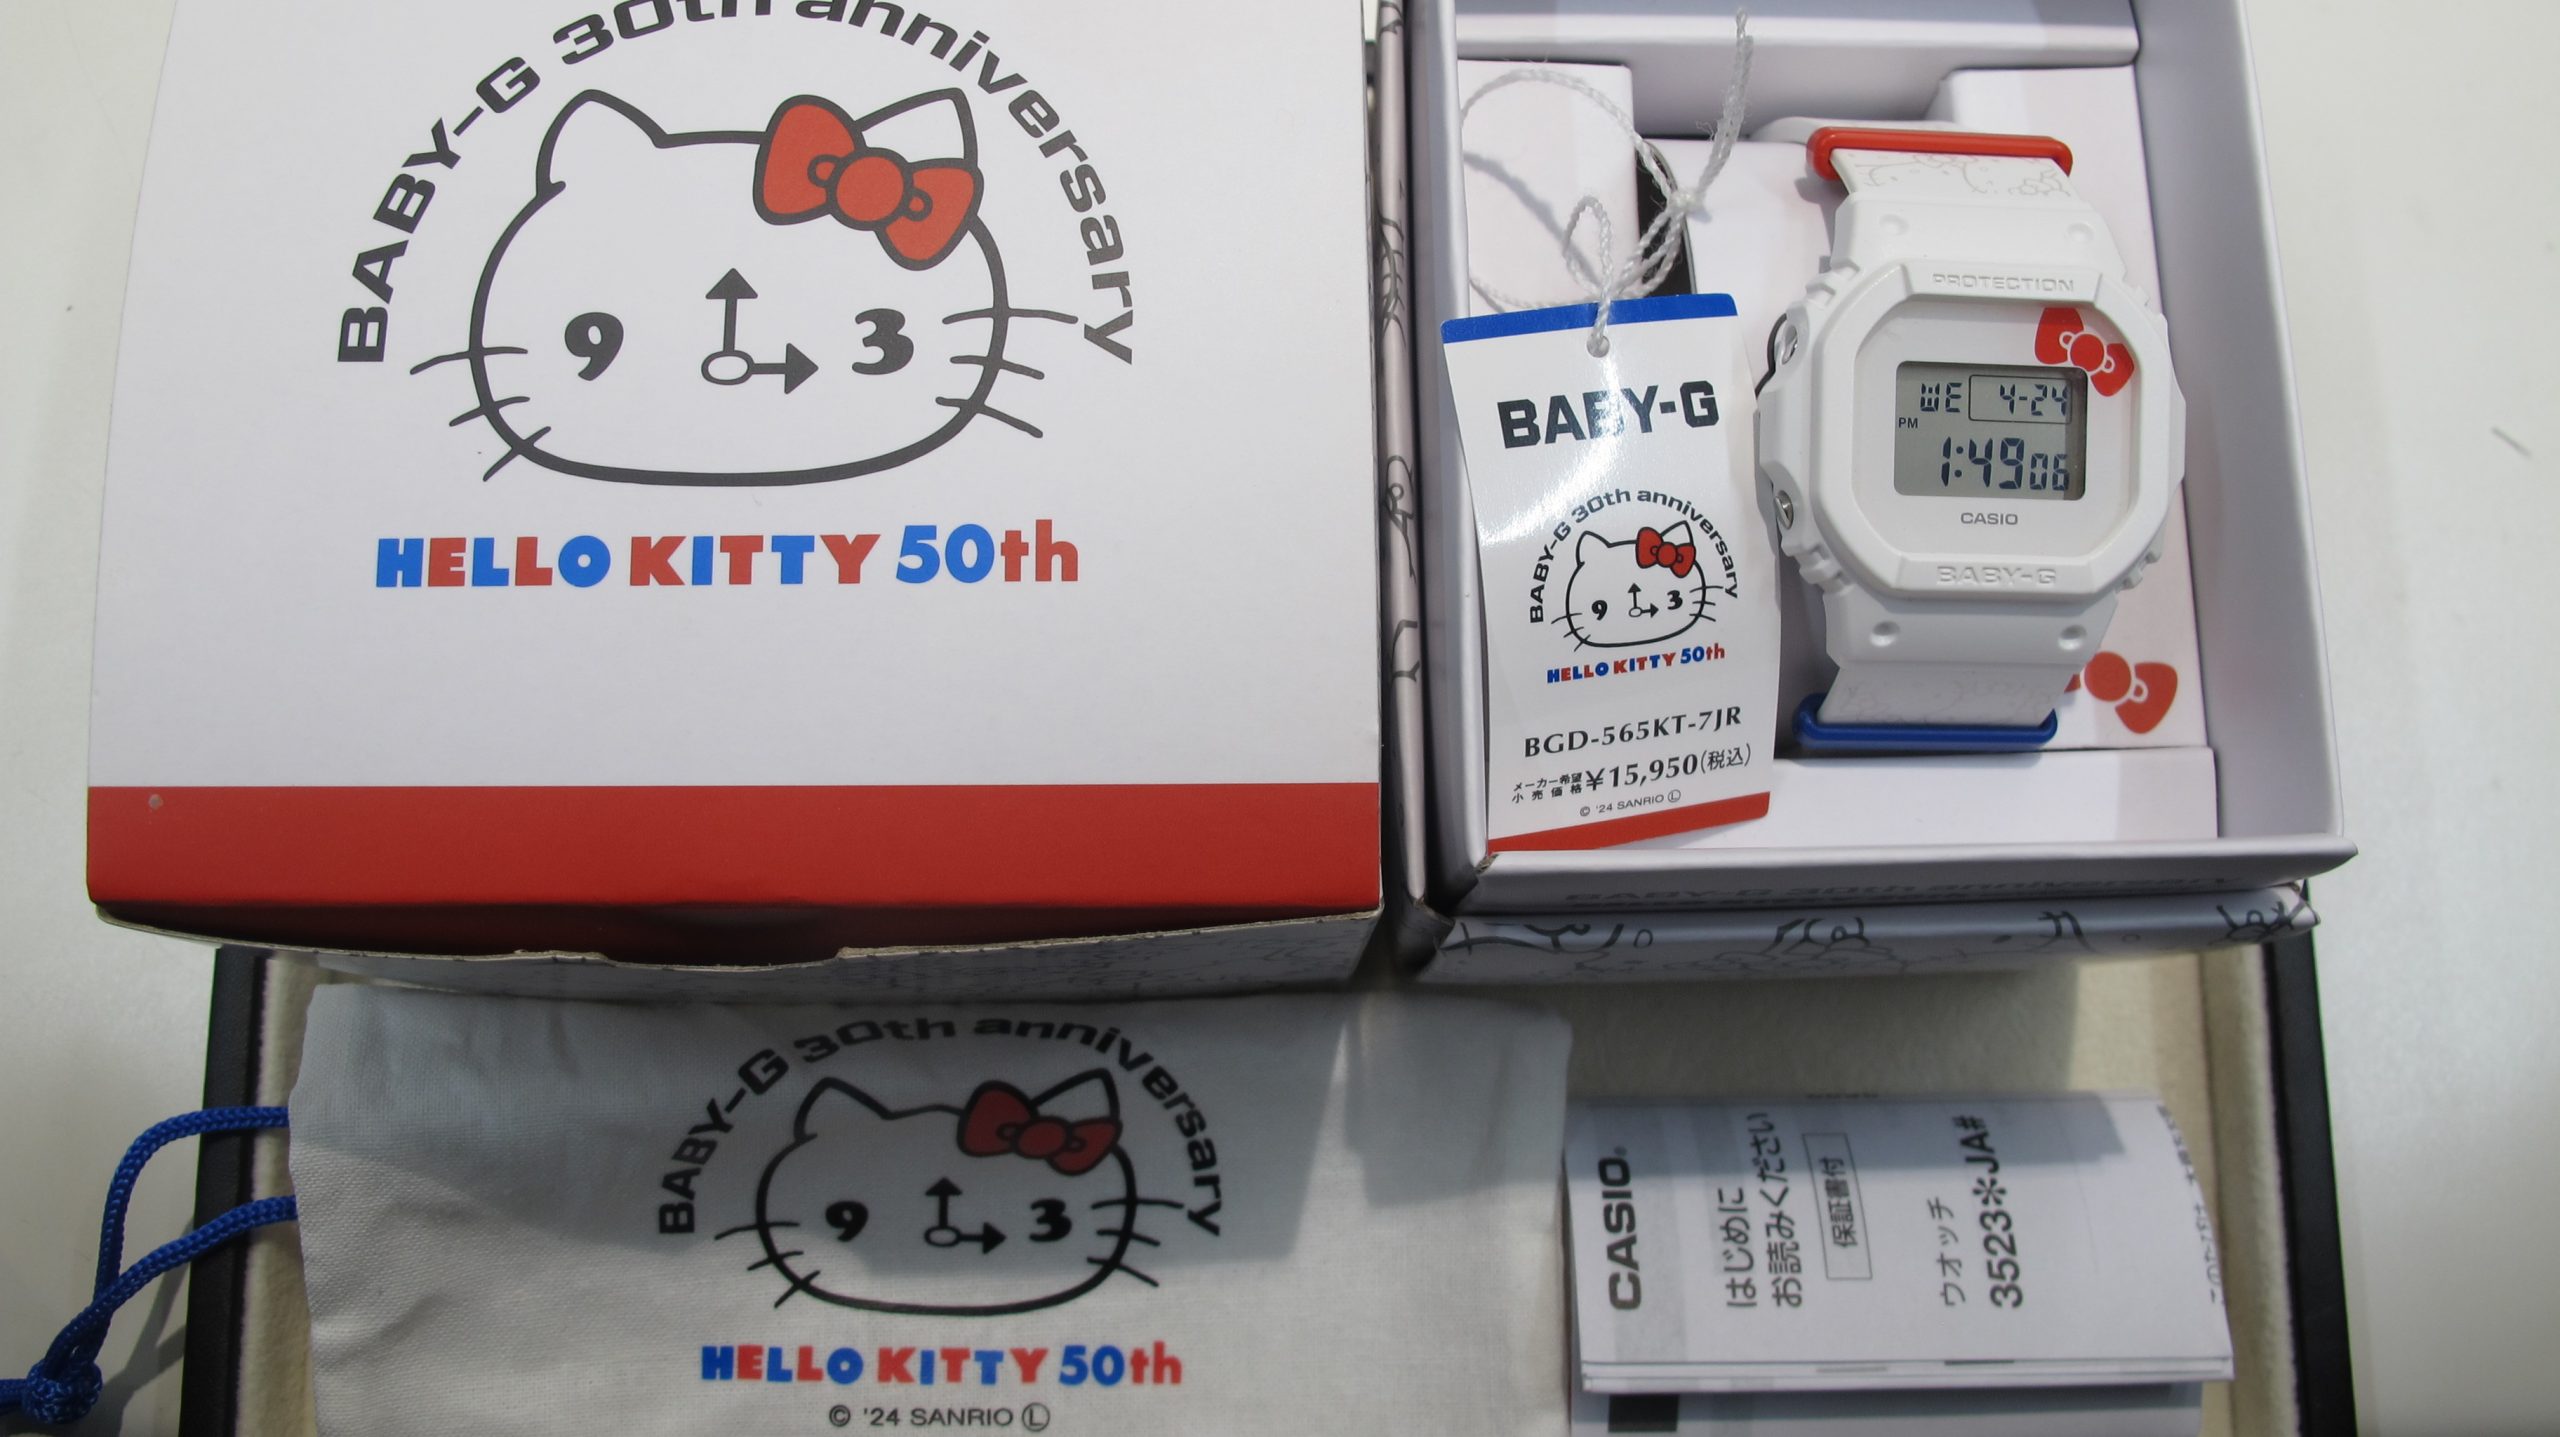 BABY-G 30th anniversary
9 3
HELLO KITTY 50th
PROTECTION
WE 4-24
PM
1:49 06
CASIO
BABY-G
BABY-G
BABY-G 30th anniversary
9 3
HELLO KITTY 50th
BGD-565KT-7JR
メーカー希望
小売価格 ¥15,950(税込)
© '24 SANRIO Ⓛ
BABY-G 30th anniversary
BABY-G 30th anniversary
9 3
HELLO KITTY 50th
© '24 SANRIO Ⓛ
CASIO®
はじめに
お読みください
保証書付
ウオッチ
3523※JA#